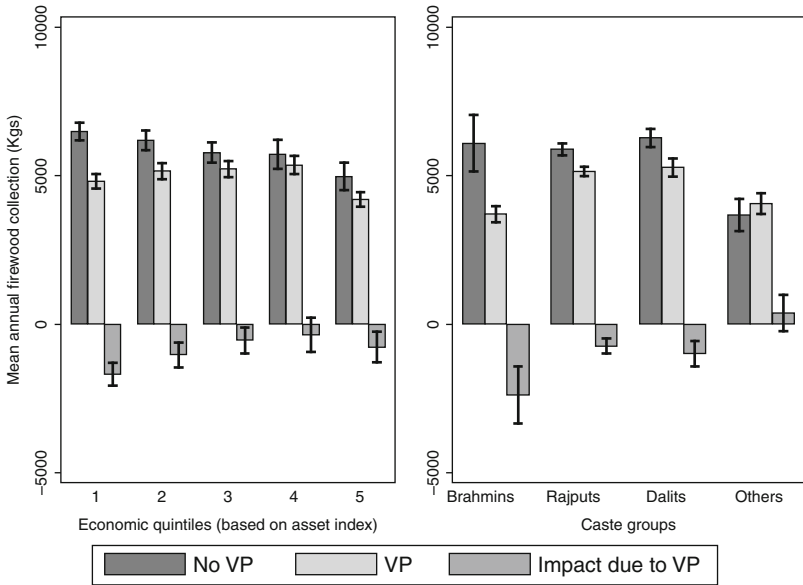 Mean annual firewood collection (Kgs)
10000
5000
0
−5000
1 2 3 4 5
Economic quintiles (based on asset index)
10000
5000
0
−5000
Brahmins Rajputs Dalits Others
Caste groups
No VP VP Impact due to VP